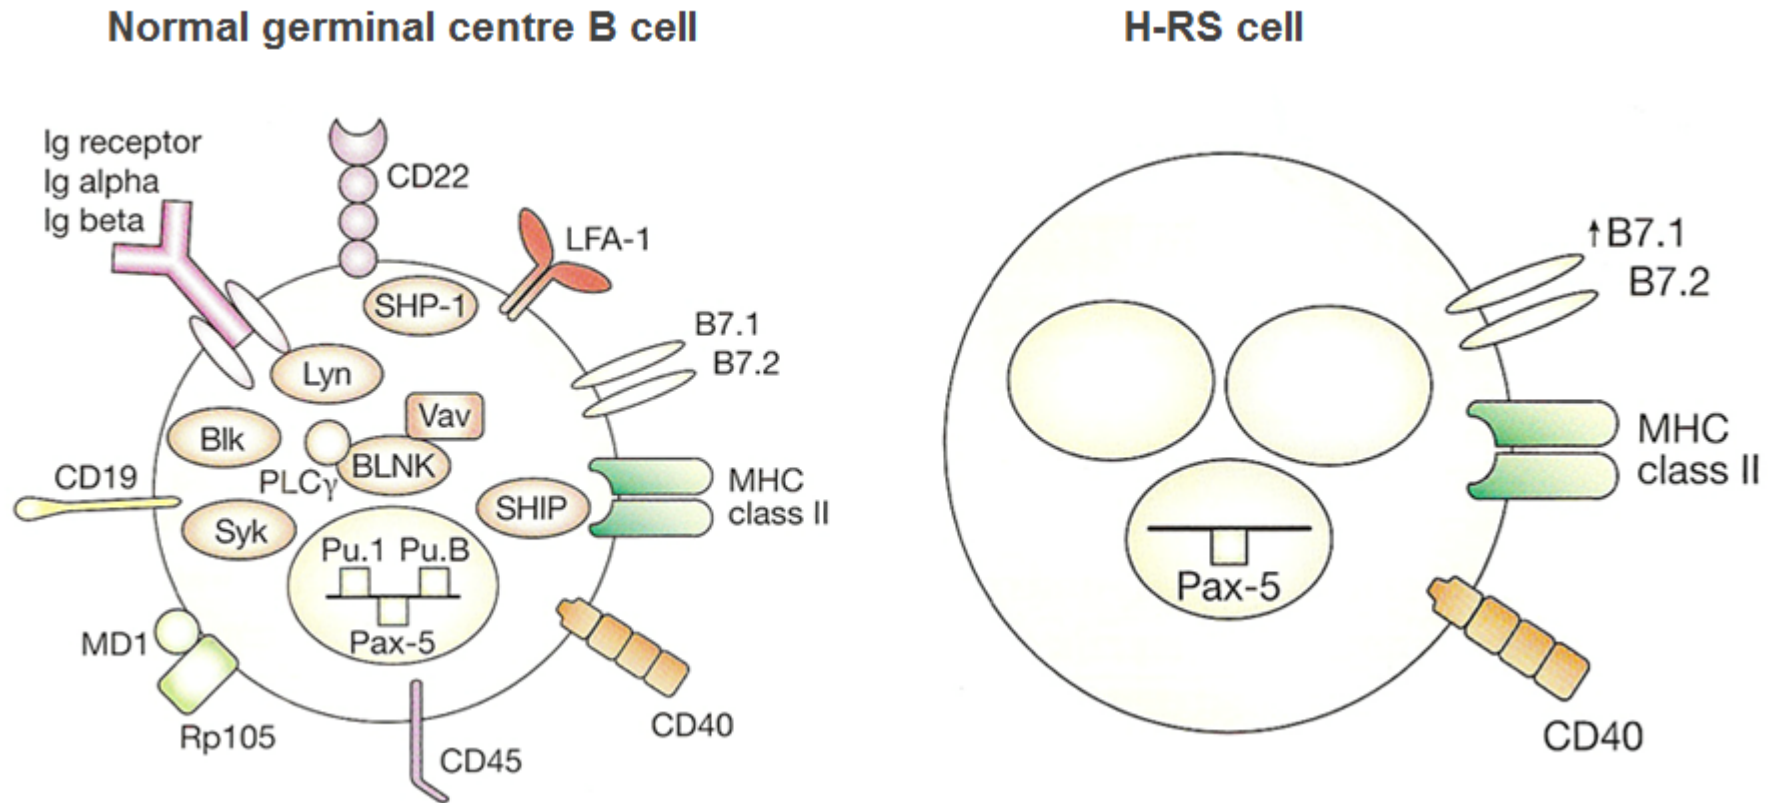 Normal germinal centre B cell
H-RS cell
Ig receptor
Ig alpha
Ig beta
CD22
LFA-1
SHP-1
B7.1
B7.2
Lyn
Vav
Blk
BLNK
PLCγ
CD19
SHIP
MHC
class II
Syk
Pu.1 Pu.B
Pax-5
MD1
Rp105
CD40
CD45
↑B7.1
B7.2
MHC
class II
Pax-5
CD40